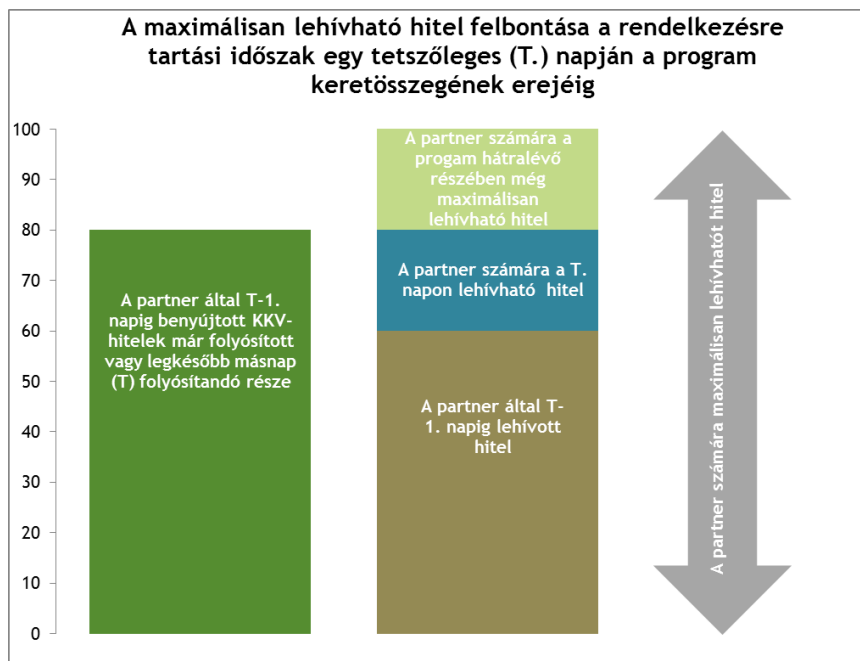 A maximálisan lehívható hitel felbontása a rendelkezésre
tartási időszak egy tetszőleges (T.) napján a program
keretösszegének erejéig
100
90
80
70
60
50
40
30
20
10
0
A partner által T-1.
napig benyújtott KKV-
hitelek már folyósított
vagy legkésőbb másnap
(T) folyósítandó része
A partner számára a
progam hátralévő
részében még
maximálisan
lehívható hitel
A partner számára a T.
napon lehívható hitel
A partner által T-
1. napig lehívott
hitel
A partner számára maximálisan lehívhatót hitel